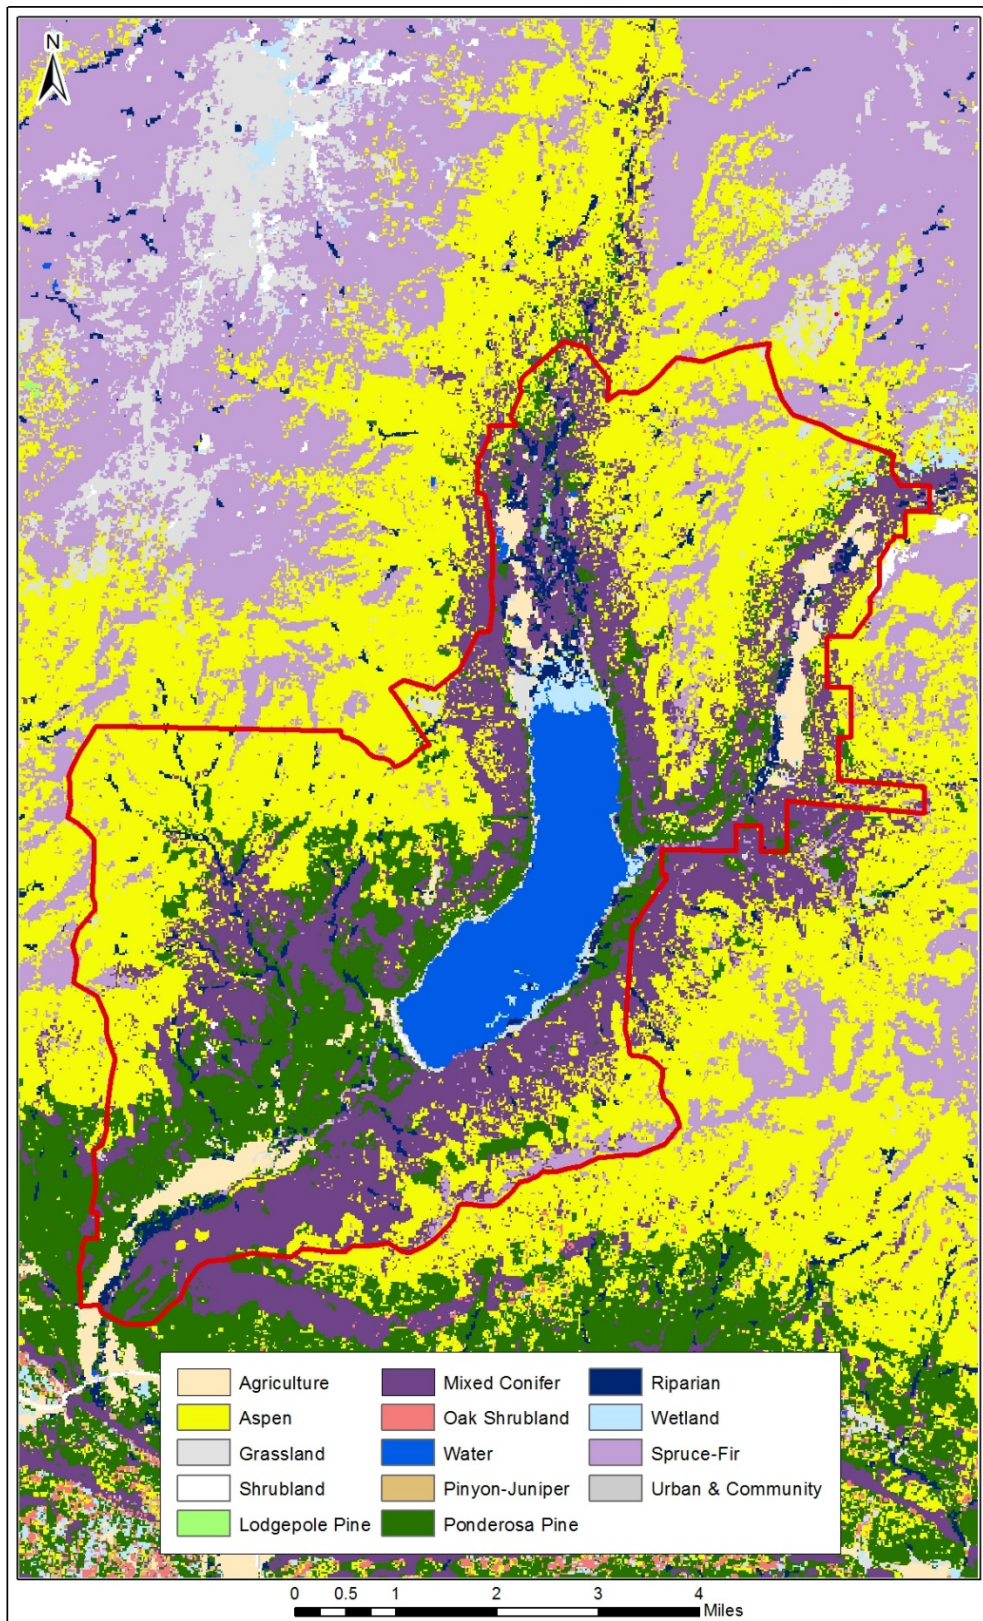 N
Agriculture Mixed Conifer Riparian
Aspen Oak Shrubland Wetland
Grassland Water Spruce-Fir
Shrubland Pinyon-Juniper Urban & Community
Lodgepole Pine Ponderosa Pine
0 0.5 1 2 3 4
Miles